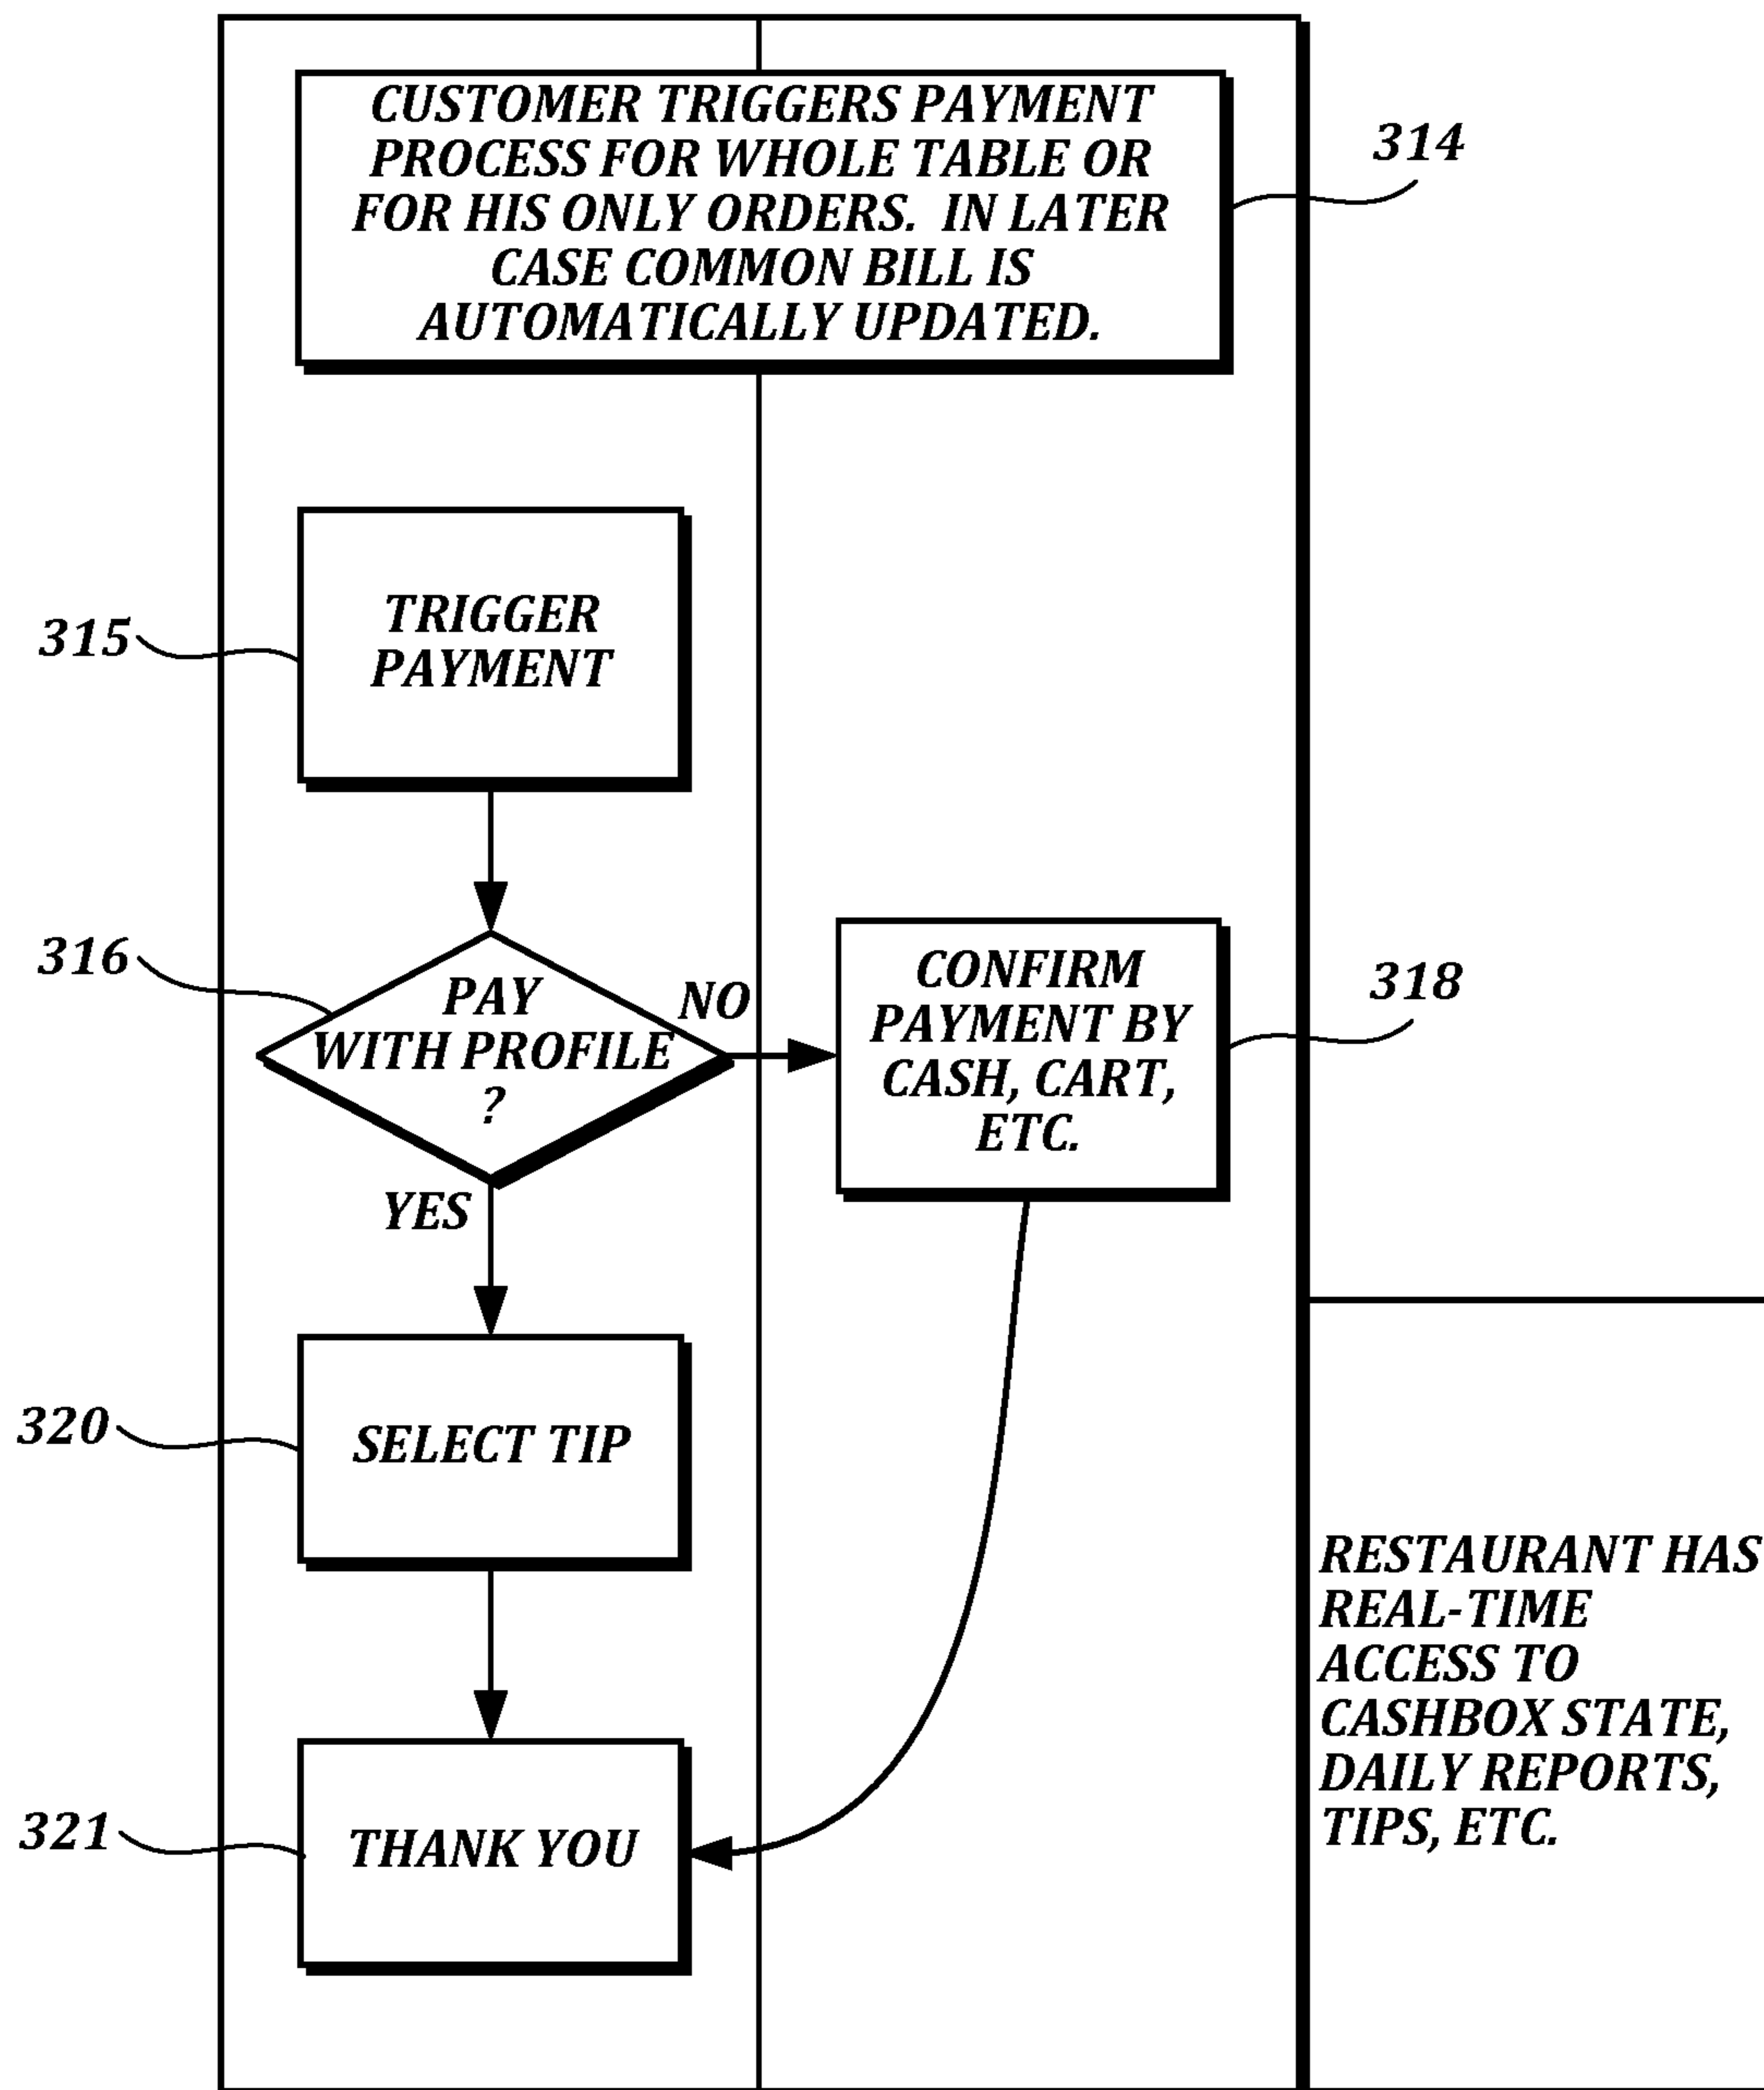 CUSTOMER TRIGGERS PAYMENT
PROCESS FOR WHOLE TABLE OR
FOR HIS ONLY ORDERS. IN LATER
CASE COMMON BILL IS
AUTOMATICALLY UPDATED.
314
TRIGGER
PAYMENT
315
316
PAY
WITH PROFILE
?
NO
YES
CONFIRM
PAYMENT BY
CASH, CART,
ETC.
318
320
SELECT TIP
321
THANK YOU
RESTAURANT HAS
REAL-TIME
ACCESS TO
CASHBOX STATE,
DAILY REPORTS,
TIPS, ETC.